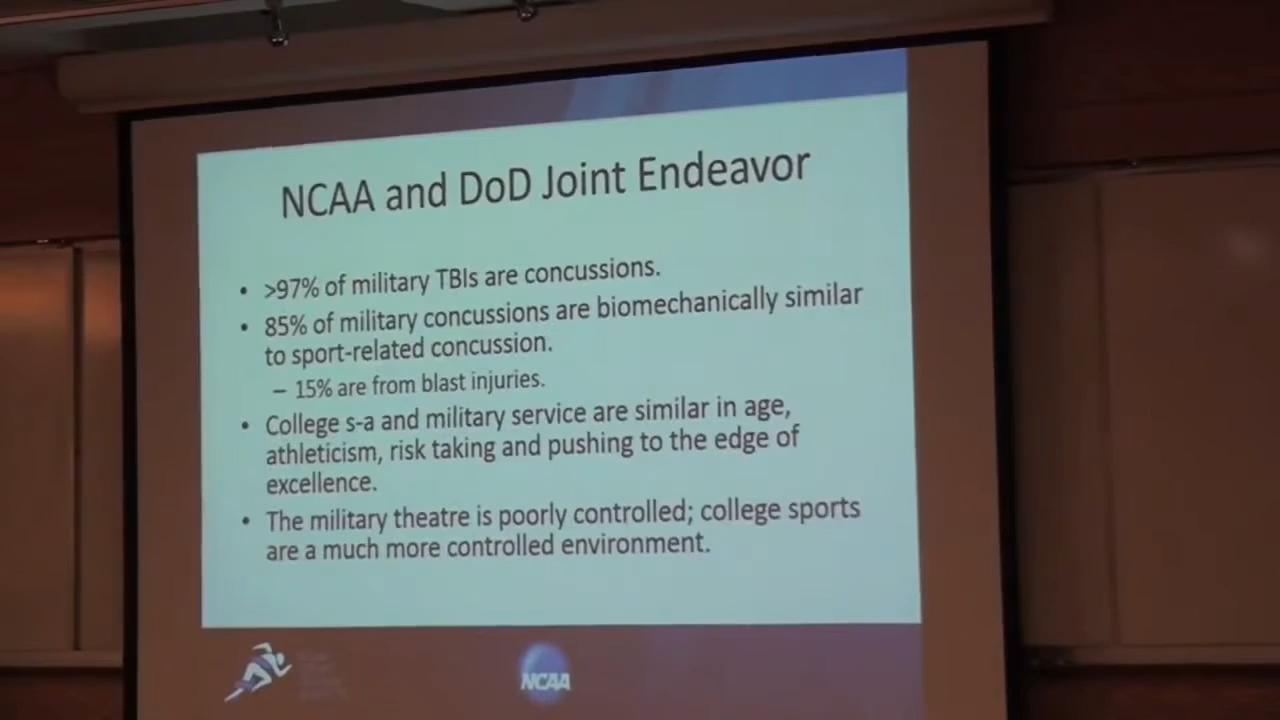 NCAA and DoD Joint Endeavor
• >97% of military TBIs are concussions.
• 85% of military concussions are biomechanically similar
to sport-related concussion.
– 15% are from blast injuries.
• College s-a and military service are similar in age,
athleticism, risk taking and pushing to the edge of
excellence.
• The military theatre is poorly controlled; college sports
are a much more controlled environment.
NCAA